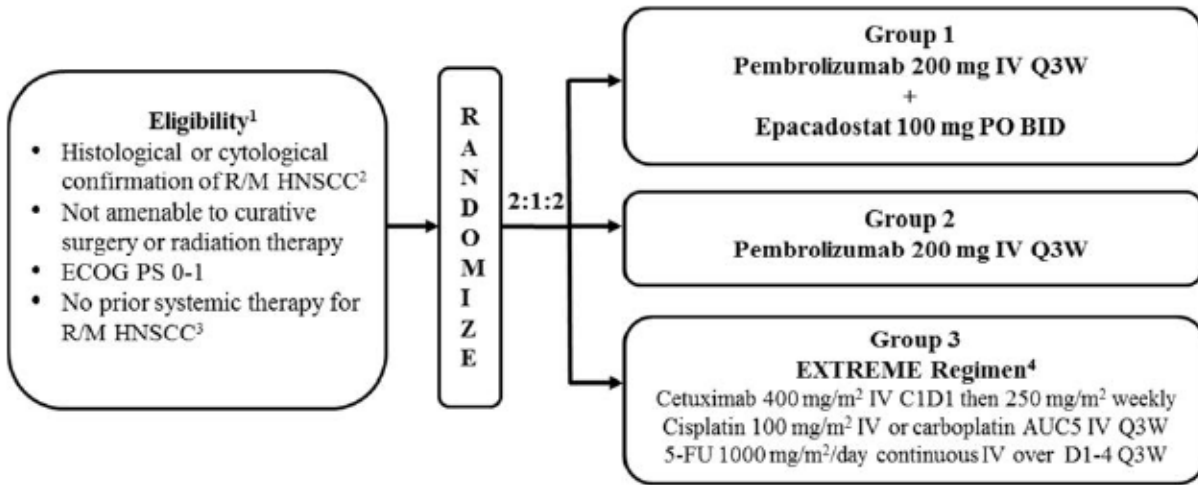 Eligibility¹
• Histological or cytological
confirmation of R/M HNSCC²
• Not amenable to curative
surgery or radiation therapy
• ECOG PS 0-1
• No prior systemic therapy for
R/M HNSCC³
R
A
N
D
O
M
I
Z
E
2:1:2
Group 1
Pembrolizumab 200 mg IV Q3W
+
Epacadostat 100 mg PO BID
Group 2
Pembrolizumab 200 mg IV Q3W
Group 3
EXTREME Regimen⁴
Cetuximab 400 mg/m² IV C1D1 then 250 mg/m² weekly
Cisplatin 100 mg/m² IV or carboplatin AUC5 IV Q3W
5-FU 1000 mg/m²/day continuous IV over D1-4 Q3W